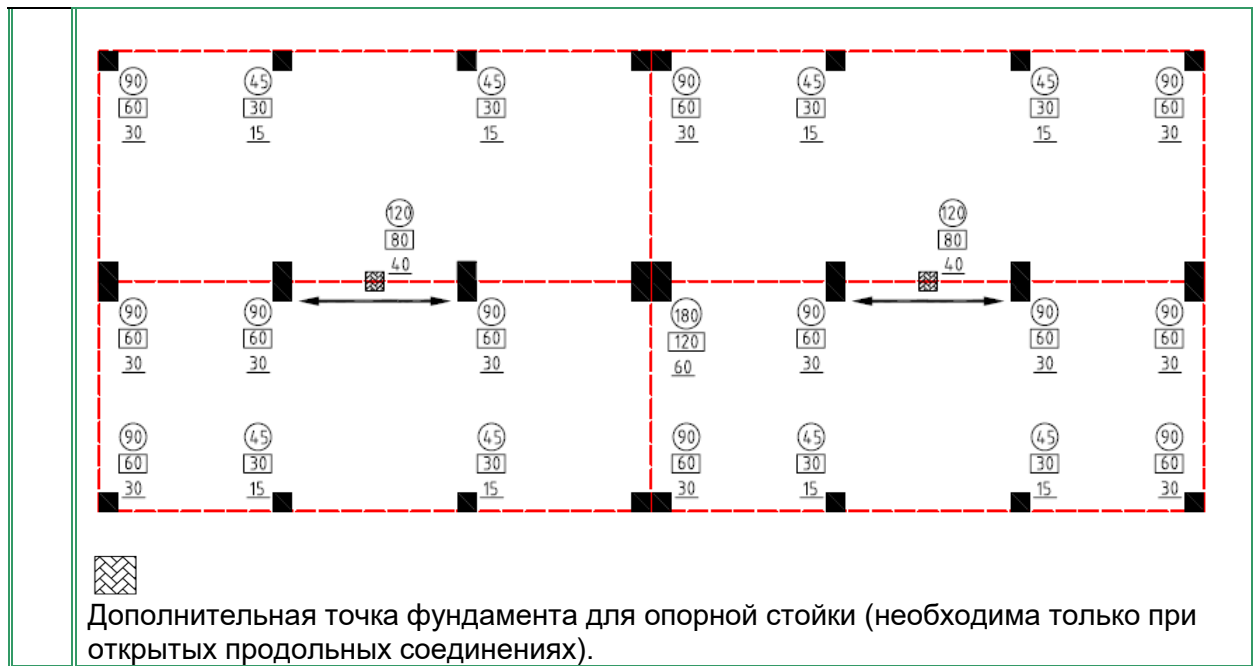 90 45 45 90 45 45 90
60 30 30 60 30 30 60
30 15 15 30 15 15 30
120 120
80 80
40 40
90 90 90 180 90 90 90
60 60 60 120 60 60 60
30 30 30 60 30 30 30
90 45 45 90 45 45 90
60 30 30 60 30 30 60
30 15 15 30 15 15 30
Дополнительная точка фундамента для опорной стойки (необходима только при
открытых продольных соединениях).